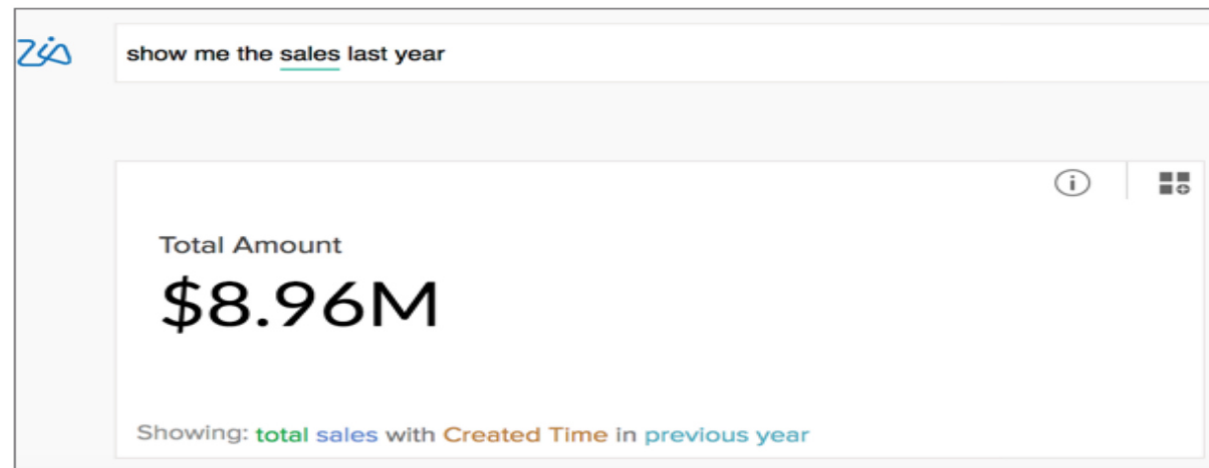 Zia
show me the sales last year
Total Amount
$8.96M
Showing: total sales with Created Time in previous year